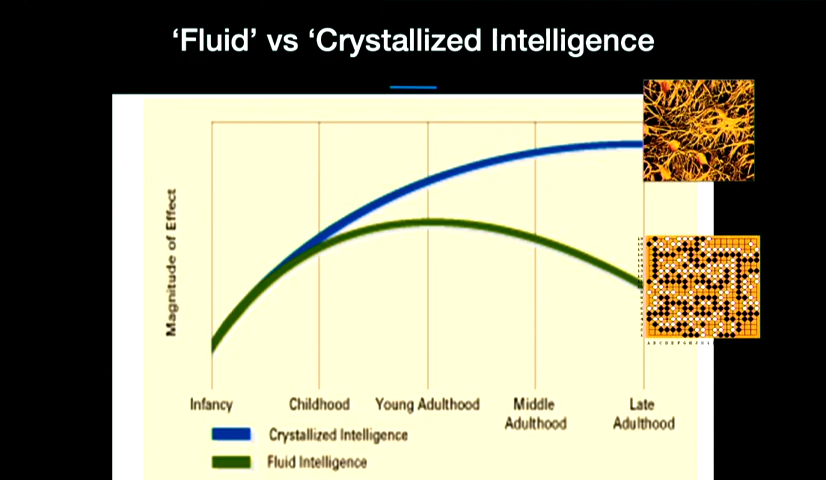 ‘Fluid’ vs ‘Crystallized Intelligence
Magnitude of Effect
Infancy
Childhood
Young Adulthood
Middle
Adulthood
Late
Adulthood
Crystallized Intelligence
Fluid Intelligence